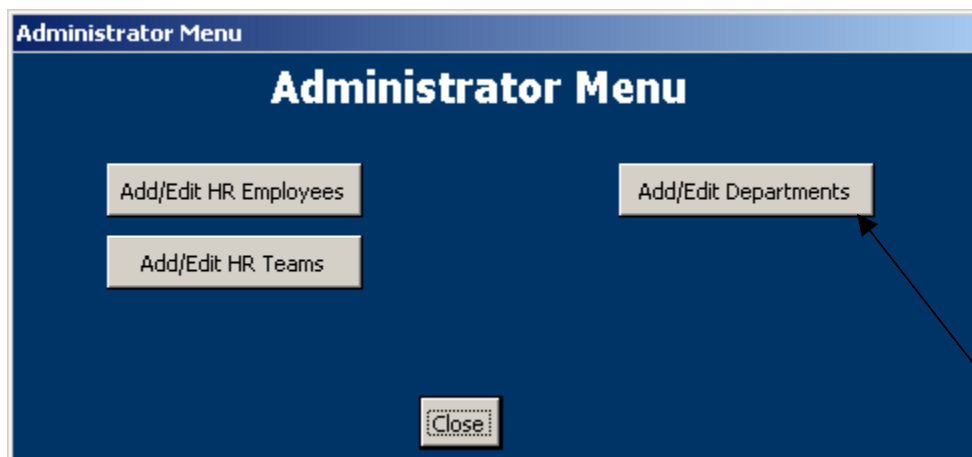 Administrator Menu
Administrator Menu
Add/Edit HR Employees
Add/Edit Departments
Add/Edit HR Teams
Close